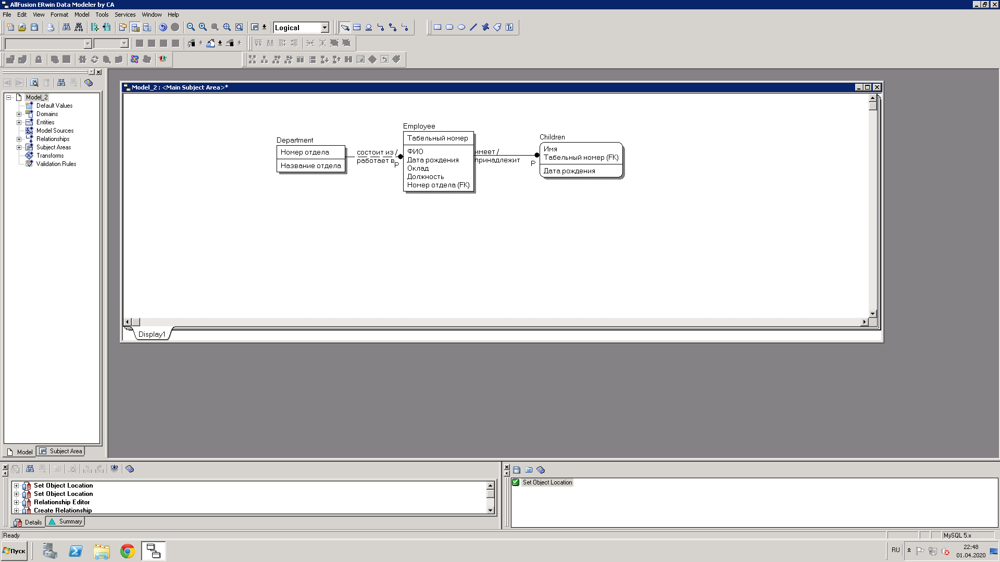 AllFusion ERwin Data Modeler by CA
File Edit View Format Model Tools Services Window Help
Logical
Model_2 : <Main Subject Area>*
Model_2
Default Values
Domains
Entities
Model Sources
Relationships
Subject Areas
Transforms
Validation Rules
Department
Номер отдела
Название отдела
состоит из /
работает в
P
Employee
Табельный номер
ФИО
Дата рождения
Оклад
Должность
Номер отдела (FK)
имеет /
принадлежит
P
Children
Имя
Табельный номер (FK)
Дата рождения
Display1
Model Subject Area
Set Object Location
Set Object Location
Relationship Editor
Create Relationship
Details Summary
Set Object Location
Ready
MySQL 5.x
Пуск
RU
22:48
01.04.2020